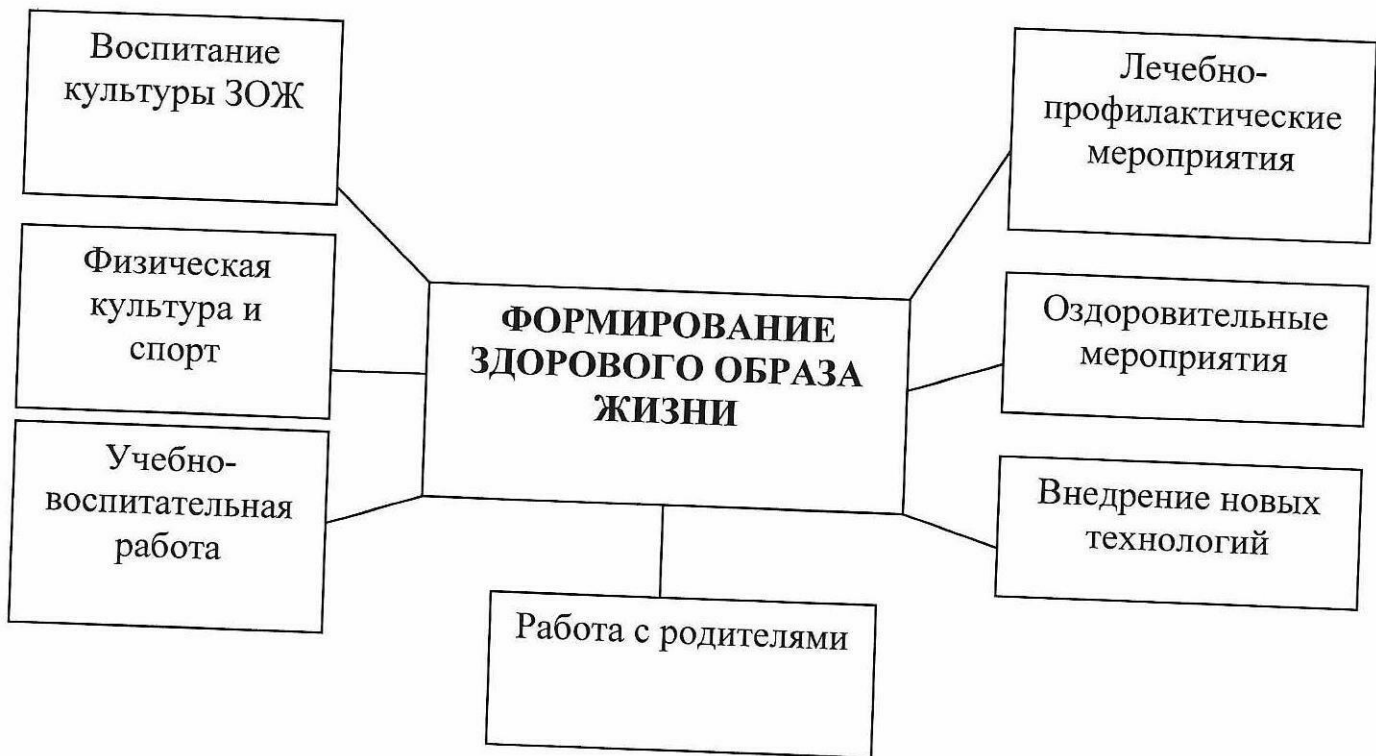 Воспитание
культуры ЗОЖ
Физическая
культура и
спорт
Учебно-
воспитательная
работа
ФОРМИРОВАНИЕ
ЗДОРОВОГО ОБРАЗА
ЖИЗНИ
Работа с родителями
Лечебно-
профилактические
мероприятия
Оздоровительные
мероприятия
Внедрение новых
технологий